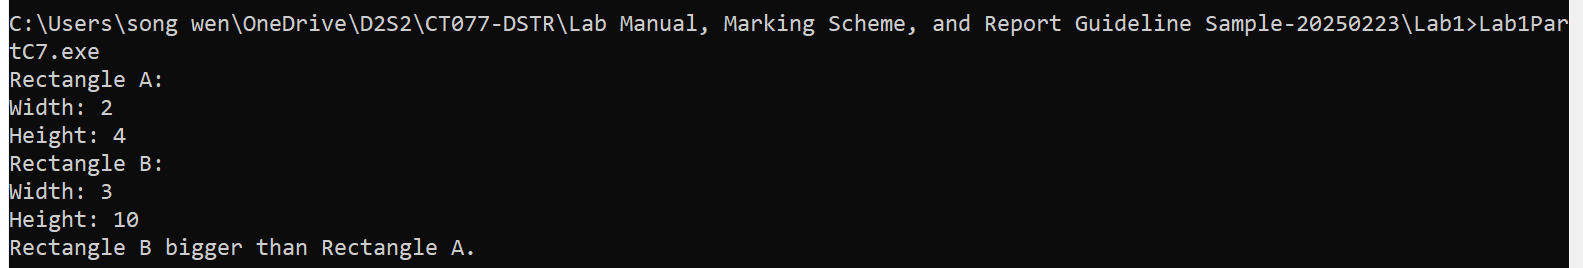 C:\Users\song wen\OneDrive\D2S2\CT077-DSTR\Lab Manual, Marking Scheme, and Report Guideline Sample-20250223\Lab1>Lab1Par
tC7.exe
Rectangle A:
Width: 2
Height: 4
Rectangle B:
Width: 3
Height: 10
Rectangle B bigger than Rectangle A.